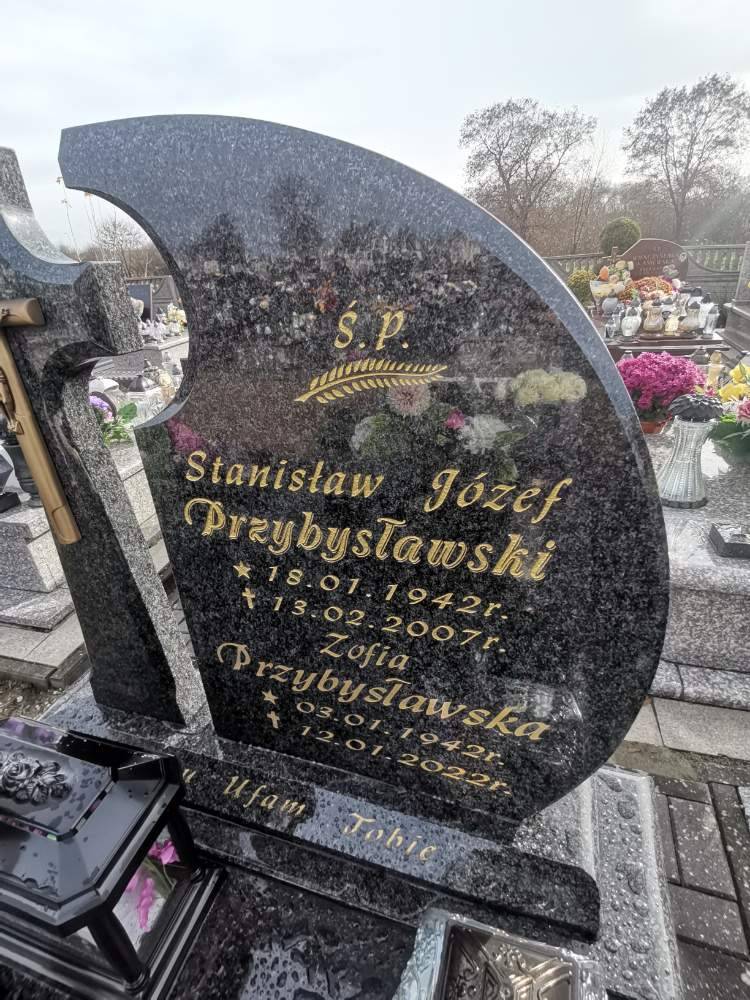 Ś.P.
Stanisław Józef
Przybysławski
18.01.1942r.
13.02.2007r.
Zofia
Przybysławska
03.01.1942r.
12.01.2022r.
Ufam Tobie